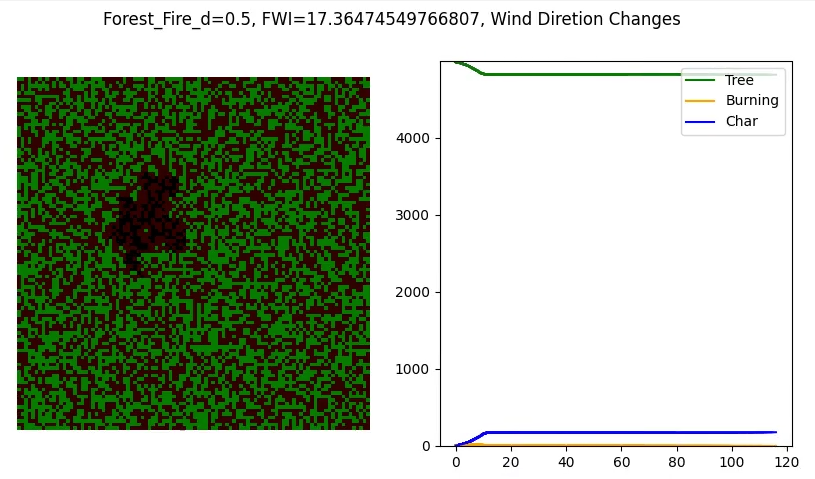 Forest_Fire_d=0.5, FWI=17.36474549766807, Wind Diretion Changes
Tree
Burning
Char
4000
3000
2000
1000
0
0 20 40 60 80 100 120